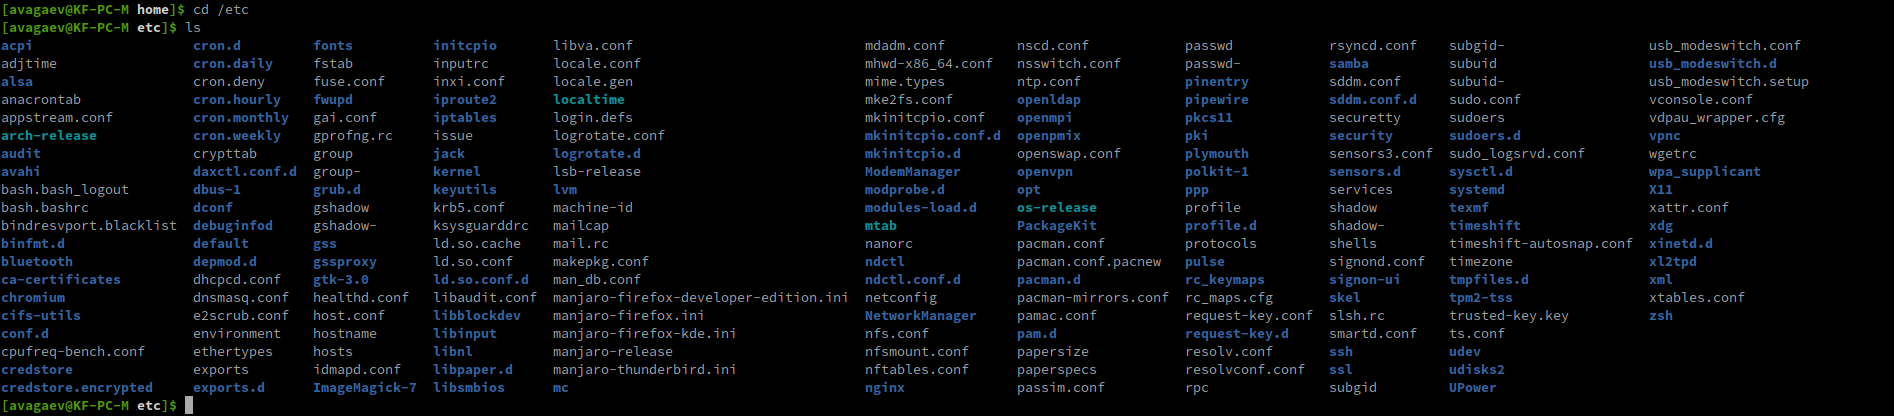 [avagaev@KF-PC-M home]$ cd /etc
[avagaev@KF-PC-M etc]$ ls
acpi cron.d fonts initcpio libva.conf mdadm.conf nscd.conf passwd rsyncd.conf subgid- usb_modeswitch.conf
adjtime cron.daily fstab inputrc locale.conf mhwd-x86_64.conf nsswitch.conf passwd- samba subuid usb_modeswitch.d
alsa cron.deny fuse.conf inxi.conf locale.gen mime.types ntp.conf pinentry sddm.conf subuid- usb_modeswitch.setup
anacrontab cron.hourly fwupd iproute2 localtime mke2fs.conf openldap pipewire sddm.conf.d sudo.conf vconsole.conf
appstream.conf cron.monthly gai.conf iptables login.defs mkinitcpio.conf openmpi pkcs11 securetty sudoers vdpau_wrapper.cfg
arch-release cron.weekly gprofng.rc issue logrotate.conf mkinitcpio.conf.d openpmix pki security sudoers.d vpnc
audit crypttab group jack logrotate.d mkinitcpio.d openswap.conf plymouth sensors3.conf sudo_logsrvd.conf wgetrc
avahi daxctl.conf.d group- kernel lsb-release ModemManager openvpn polkit-1 sensors.d sysctl.d wpa_supplicant
bash.bash_logout dbus-1 grub.d keyutils lvm modprobe.d opt ppp services systemd X11
bash.bashrc dconf gshadow krb5.conf machine-id modules-load.d os-release profile shadow texmf xattr.conf
bindresvport.blacklist debuginfod gshadow- ksysguarddrc mailcap mtab PackageKit profile.d shadow- timeshift xdg
binfmt.d default gss ld.so.cache mail.rc nanorc pacman.conf protocols shells timeshift-autosnap.conf xinetd.d
bluetooth depmod.d gssproxy ld.so.conf makepkg.conf ndctl pacman.conf.pacnew pulse signond.conf timezone xl2tpd
ca-certificates dhcpcd.conf gtk-3.0 ld.so.conf.d man_db.conf ndctl.conf.d pacman.d rc_keymaps signon-ui tmpfiles.d xml
chromium dnsmasq.conf healthd.conf libaudit.conf manjaro-firefox-developer-edition.ini netconfig pacman-mirrors.conf rc_maps.cfg skel tpm2-tss xtables.conf
cifs-utils e2scrub.conf host.conf libblockdev manjaro-firefox.ini NetworkManager pamac.conf request-key.conf slsh.rc trusted-key.key zsh
conf.d environment hostname libinput manjaro-firefox-kde.ini nfs.conf pam.d request-key.d smartd.conf ts.conf
cpufreq-bench.conf ethertypes hosts libnl manjaro-release nfsmount.conf papersize resolv.conf ssh udev
credstore exports idmapd.conf libpaper.d manjaro-thunderbird.ini nftables.conf paperspecs resolvconf.conf ssl udisks2
credstore.encrypted exports.d ImageMagick-7 libsmbios mc nginx passim.conf rpc subgid UPower
[avagaev@KF-PC-M etc]$